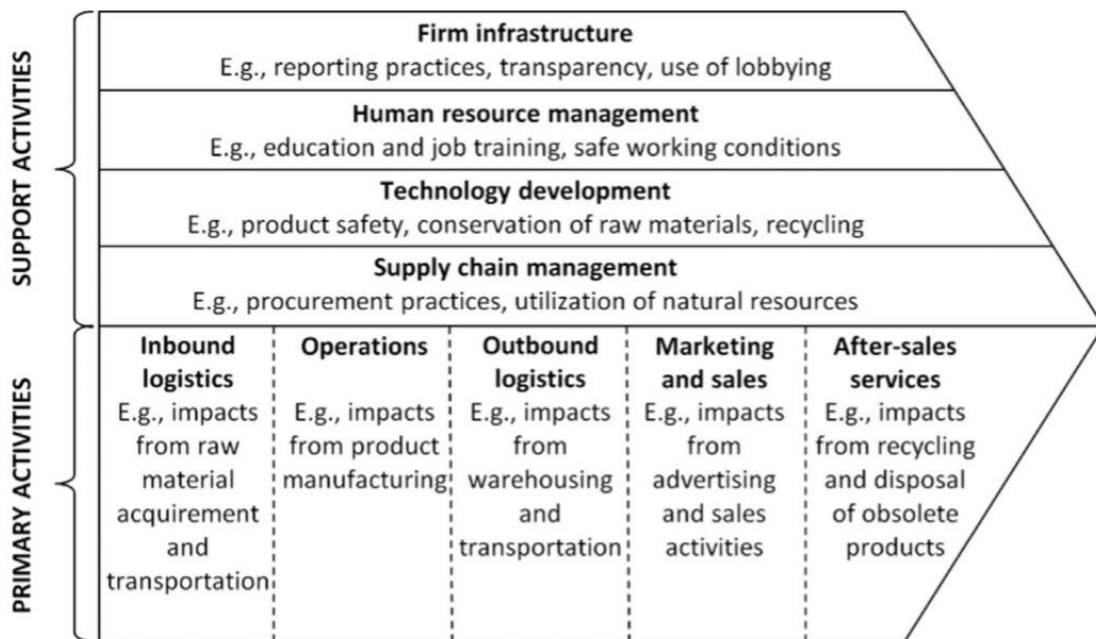 SUPPORT ACTIVITIES
Firm infrastructure
E.g., reporting practices, transparency, use of lobbying
Human resource management
E.g., education and job training, safe working conditions
Technology development
E.g., product safety, conservation of raw materials, recycling
Supply chain management
E.g., procurement practices, utilization of natural resources
PRIMARY ACTIVITIES
Inbound
logistics
E.g., impacts
from raw
material
acquirement
and
transportation
Operations
E.g., impacts
from product
manufacturing
Outbound
logistics
E.g., impacts
from
warehousing
and
transportation
Marketing
and sales
E.g., impacts
from
advertising
and sales
activities
After-sales
services
E.g., impacts
from recycling
and disposal
of obsolete
products